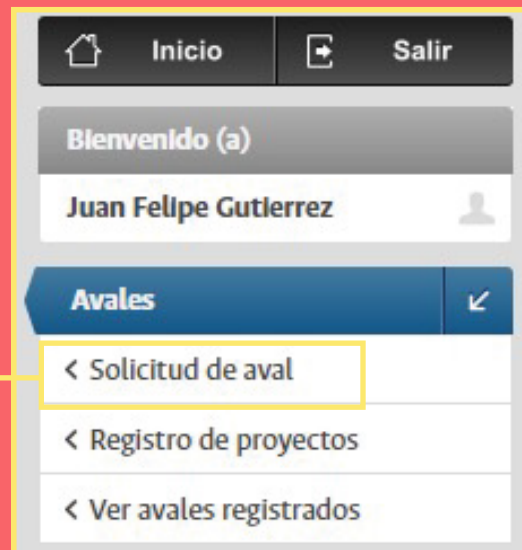 Inicio Salir
Bienvenido (a)
Juan Felipe Gutierrez
Avales
< Solicitud de aval
< Registro de proyectos
< Ver avales registrados